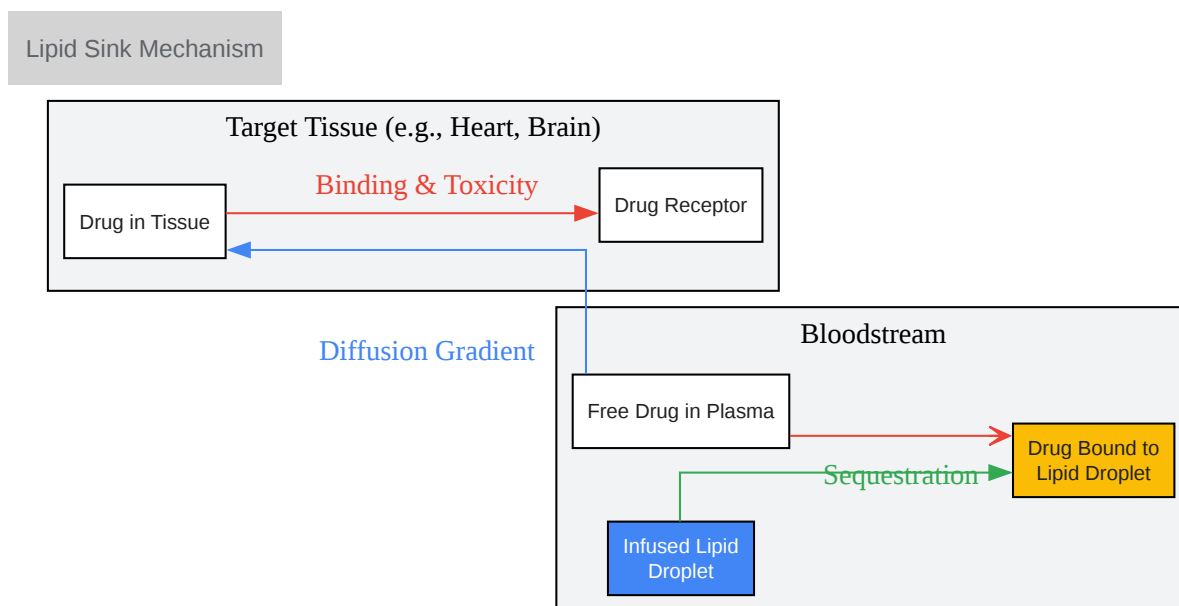 Lipid Sink Mechanism
Target Tissue (e.g., Heart, Brain)
Binding & Toxicity
Drug in Tissue
Drug Receptor
Diffusion Gradient
Bloodstream
Free Drug in Plasma
Drug Bound to
Lipid Droplet
Sequestration
Infused Lipid
Droplet